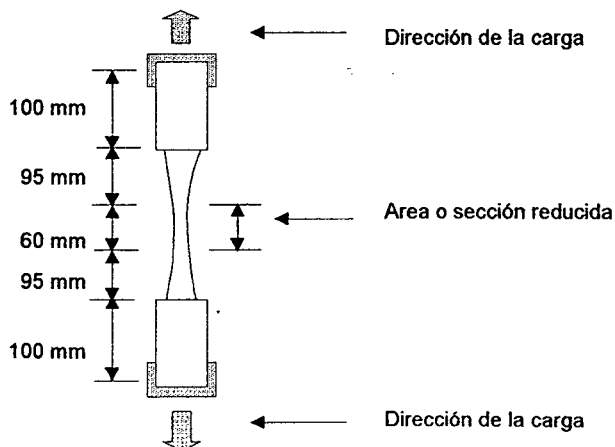 Dirección de la carga
100 mm
95 mm
Area o sección reducida
60 mm
95 mm
100 mm
Dirección de la carga